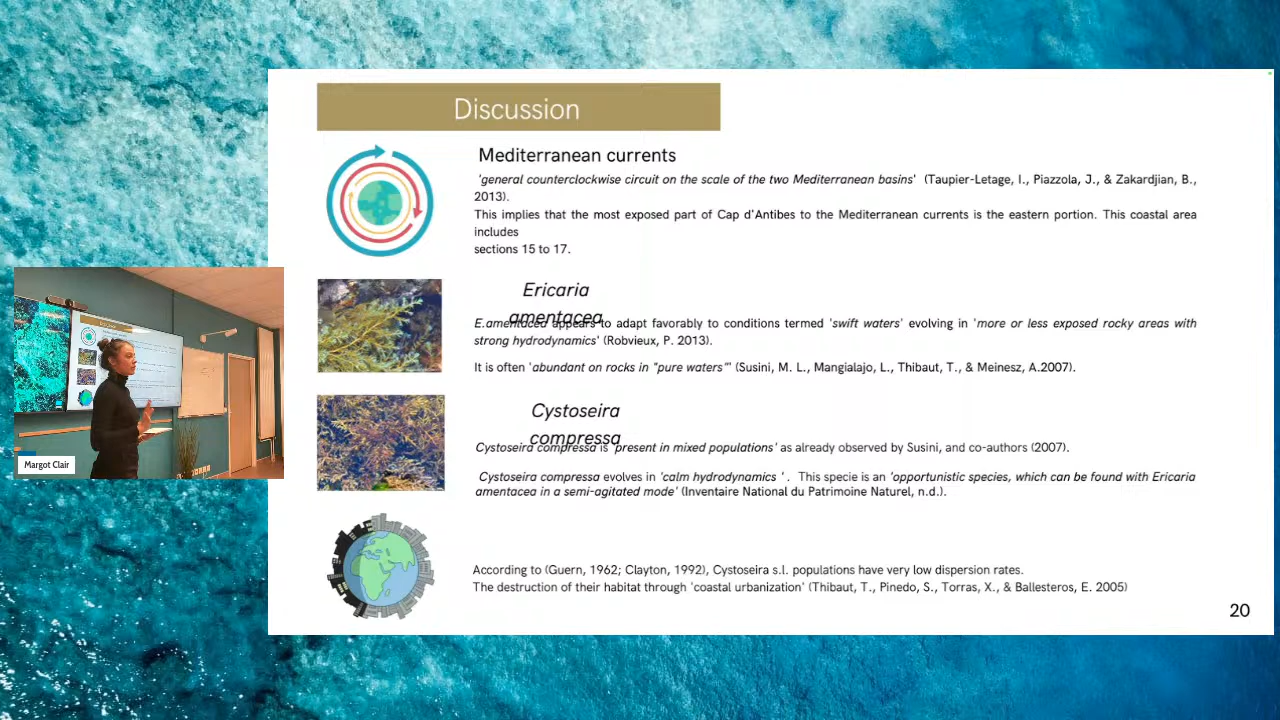 Discussion
Mediterranean currents
'general counterclockwise circuit on the scale of the two Mediterranean basins' (Taupier-Letage, I., Piazzola, J., & Zakardjian, B.,
2013).
This implies that the most exposed part of Cap d'Antibes to the Mediterranean currents is the eastern portion. This coastal area
includes
sections 15 to 17.
Ericaria
amentacea
E.amentacea appears to adapt favorably to conditions termed 'swift waters' evolving in 'more or less exposed rocky areas with
strong hydrodynamics' (Robvieux, P. 2013).
It is often 'abundant on rocks in "pure waters"' (Susini, M. L., Mangialajo, L., Thibaut, T., & Meinesz, A.2007).
Cystoseira
compressa
Cystoseira compressa is 'present in mixed populations' as already observed by Susini, and co-authors (2007).
Cystoseira compressa evolves in 'calm hydrodynamics ' . This specie is an 'opportunistic species, which can be found with Ericaria
amentacea in a semi-agitated mode' (Inventaire National du Patrimoine Naturel, n.d.).
According to (Guern, 1962; Clayton, 1992), Cystoseira s.l. populations have very low dispersion rates.
The destruction of their habitat through 'coastal urbanization' (Thibaut, T., Pinedo, S., Torras, X., & Ballesteros, E. 2005)
20
Margot Clair